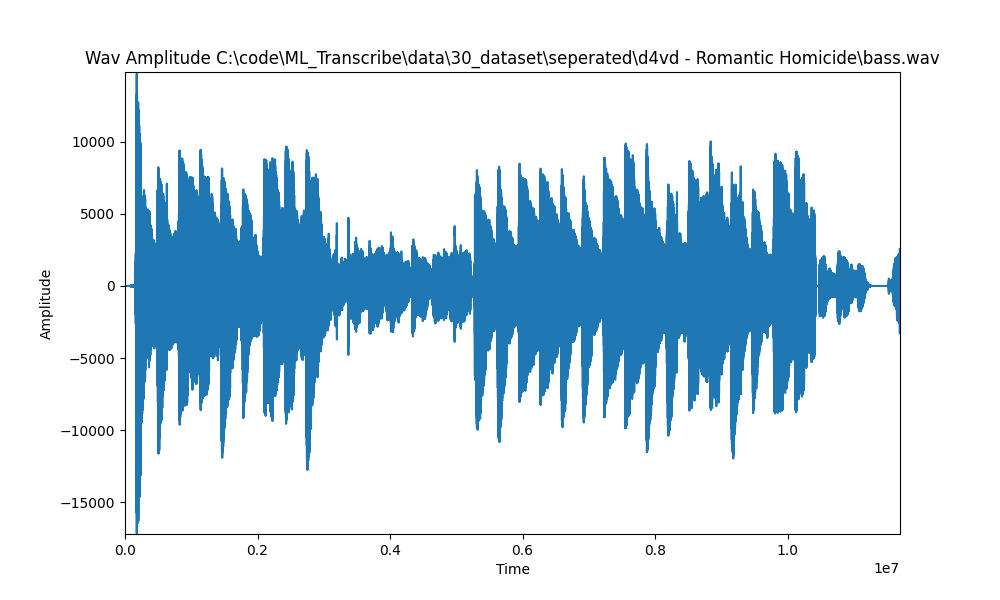 Wav Amplitude C:\code\ML_Transcribe\data\30_dataset\seperated\d4vd - Romantic Homicide\bass.wav
10000
5000
0
−5000
−10000
−15000
Amplitude
0.0 0.2 0.4 0.6 0.8 1.0
1e7
Time